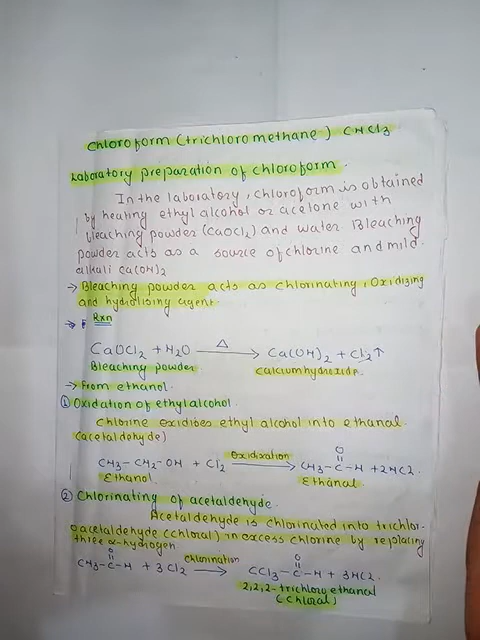 Chloroform (trichloromethane) CHCl3
Laboratory preparation of chloroform.
In the laboratory, chloroform is obtained
by heating ethyl alcohol or acetone with
bleaching powder (CaOCl2) and water. Bleaching
powder acts as a source of chlorine and mild
alkali Ca(OH)2
→ Bleaching powder acts as chlorinating, Oxidizing
and hydrolising agent.
→ Rxn
CaOCl2 + H2O —Δ→ Ca(OH)2 + Cl2↑
Bleaching powder Calcium hydroxide.
→ From ethanol.
① Oxidation of ethyl alcohol.
Chlorine oxidises ethyl alcohol into ethanal.
(acetaldehyde)
Oxidisation O
CH3-CH2-OH + Cl2 → CH3-C-H + 2HCl.
Ethanol. Ethanal.
② Chlorinating of acetaldehyde.
Acetaldehyde is chlorinated into trichlor-
oacetaldehyde (chloral) in excess chlorine by replacing
three α-hydrogen
O Chlorination O
CH3-C-H + 3Cl2 → CCl3-C-H + 3HCl.
2,2,2-trichloro ethanal
(Chloral)